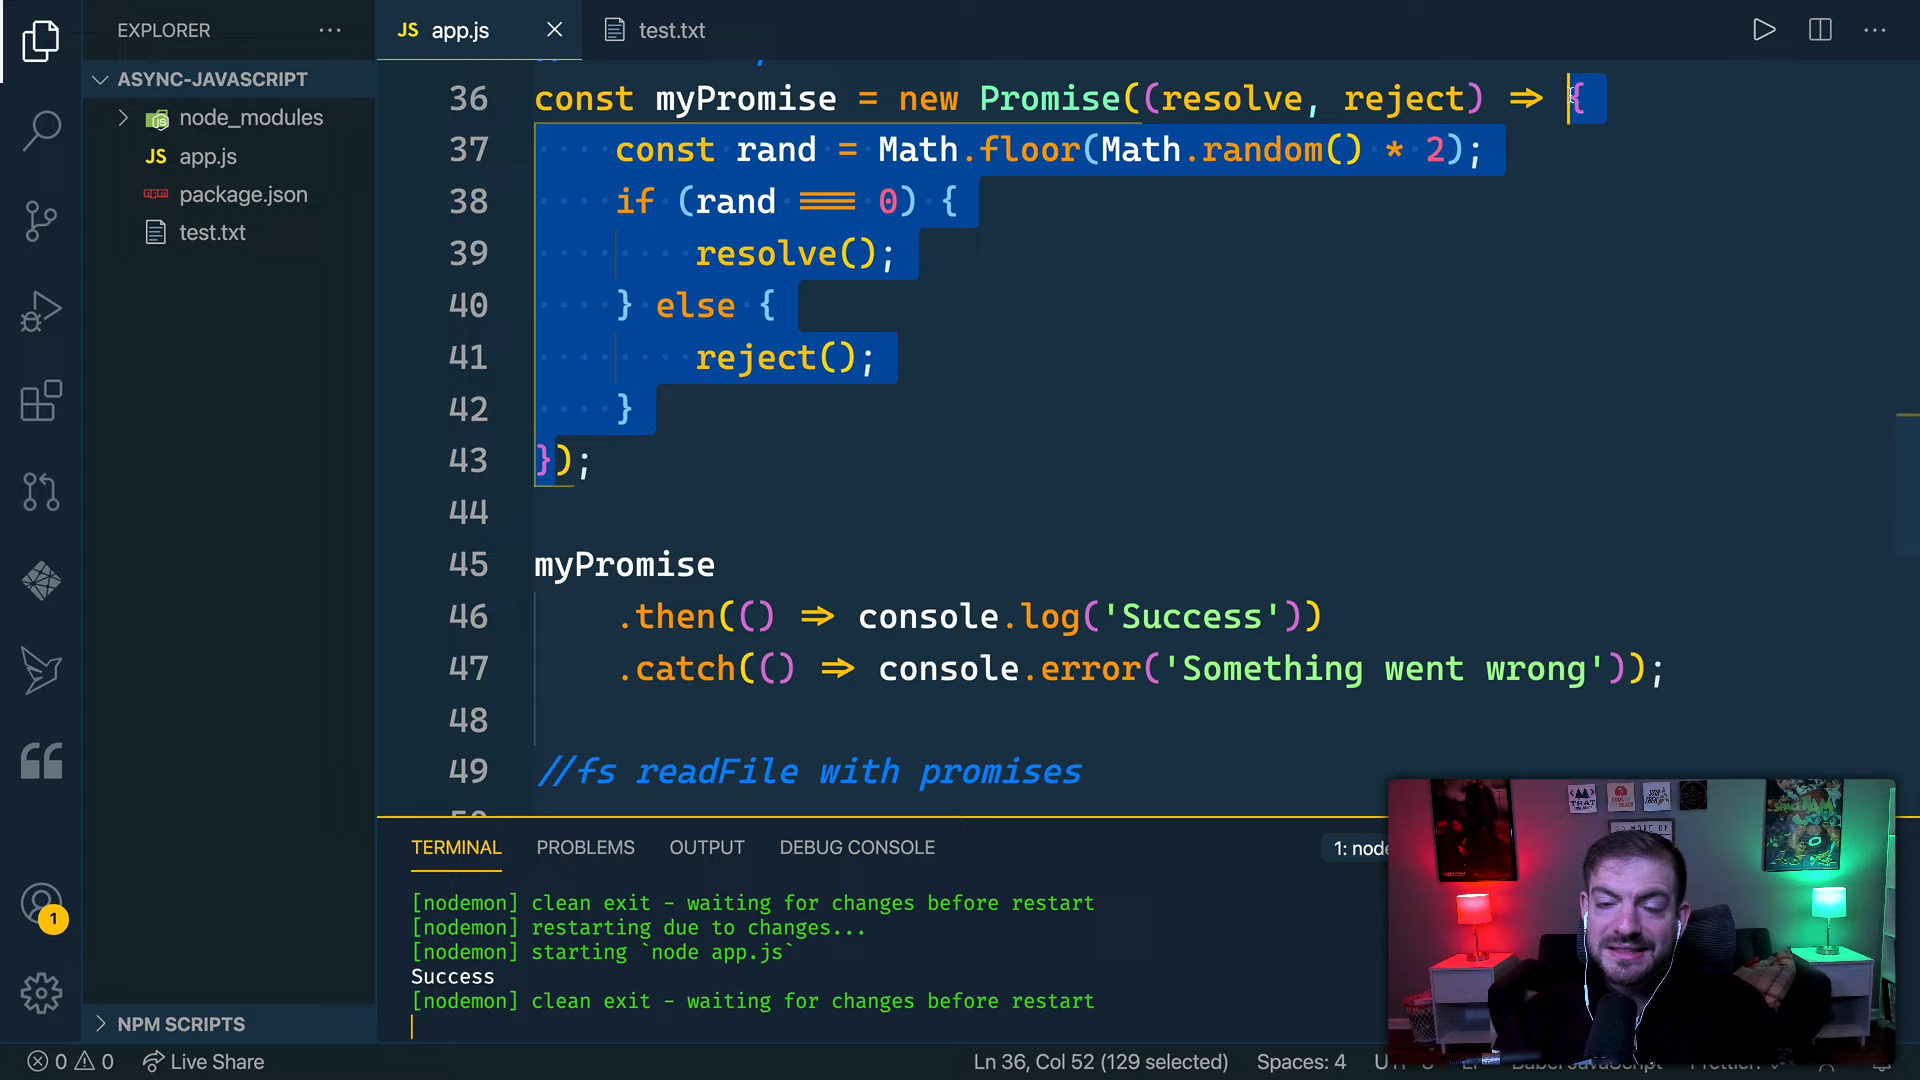 EXPLORER
JS app.js
test.txt
ASYNC-JAVASCRIPT
node_modules
JS app.js
npm package.json
test.txt
36 const myPromise = new Promise((resolve, reject) => {
37 const rand = Math.floor(Math.random() * 2);
38 if (rand === 0) {
39 resolve();
40 } else {
41 reject();
42 }
43 });
44
45 myPromise
46 .then(() => console.log('Success'))
47 .catch(() => console.error('Something went wrong'));
48
49 //fs readFile with promises
TERMINAL PROBLEMS OUTPUT DEBUG CONSOLE 1: node
[nodemon] clean exit - waiting for changes before restart
[nodemon] restarting due to changes...
[nodemon] starting `node app.js`
Success
[nodemon] clean exit - waiting for changes before restart
1
NPM SCRIPTS
0 0 Live Share Ln 36, Col 52 (129 selected) Spaces: 4